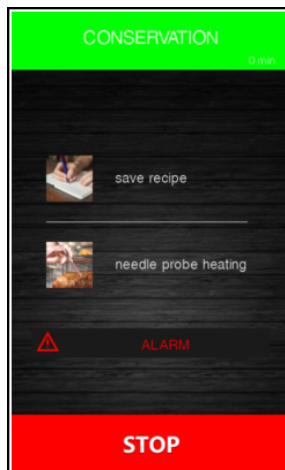 CONSERVATION
0 min
save recipe
needle probe heating
ALARM
STOP